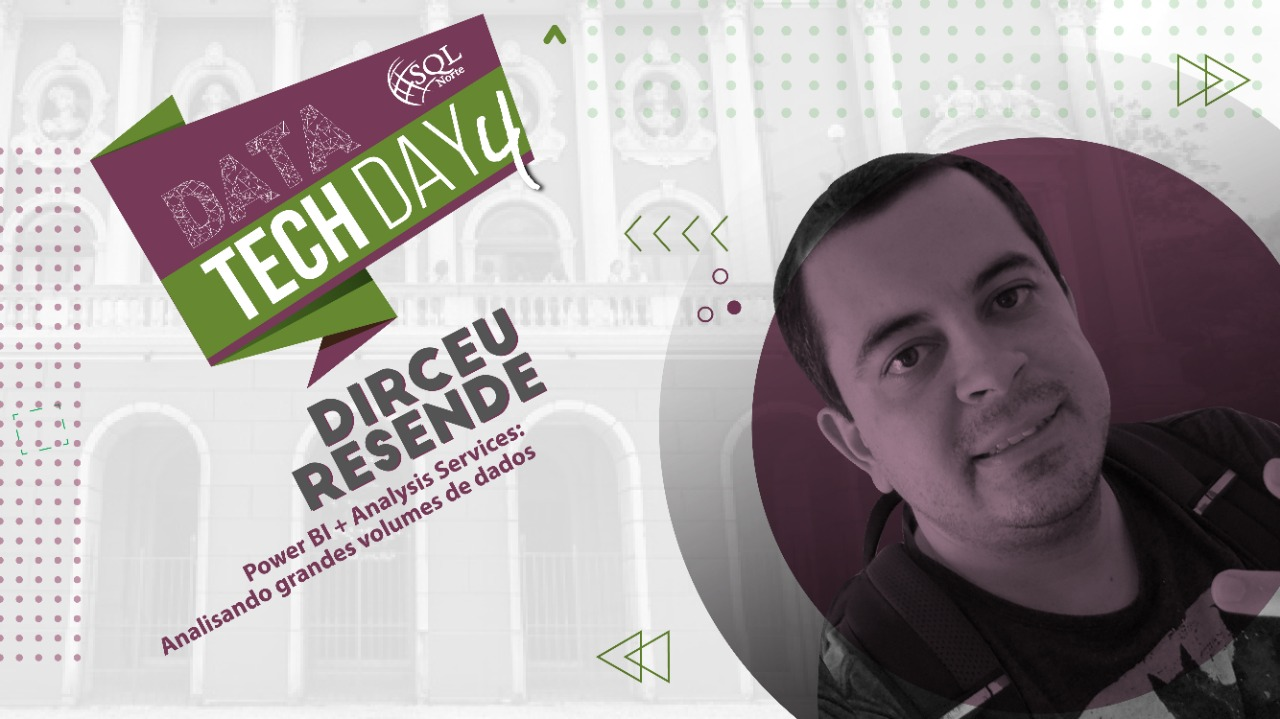 SQL
Norte
DATA
TECH DAY4
DIRCEU
RESENDE
Power BI + Analysis Services:
Analisando grandes volumes de dados